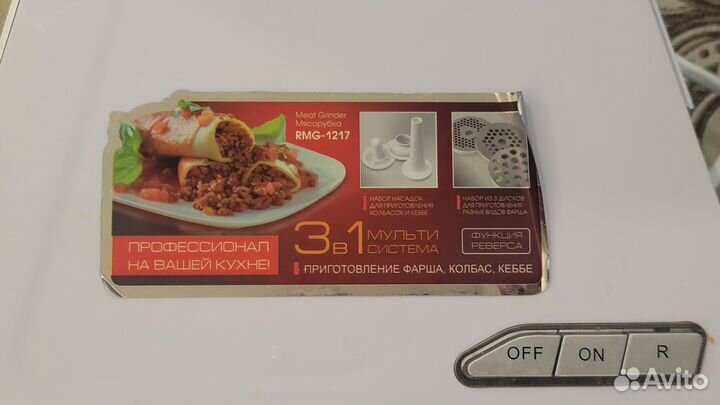 Meat Grinder
Мясорубка
RMG-1217
НАБОР НАСАДОК
ДЛЯ ПРИГОТОВЛЕНИЯ
КОЛБАСОК И КЕББЕ
НАБОР ИЗ 3 ДИСКОВ
ДЛЯ ПРИГОТОВЛЕНИЯ
РАЗНЫХ ВИДОВ ФАРША
ПРОФЕССИОНАЛ
НА ВАШЕЙ КУХНЕ!
3в1 МУЛЬТИ
СИСТЕМА
ФУНКЦИЯ
РЕВЕРСА
ПРИГОТОВЛЕНИЕ ФАРША, КОЛБАС, КЕББЕ
OFF ON R
Avito